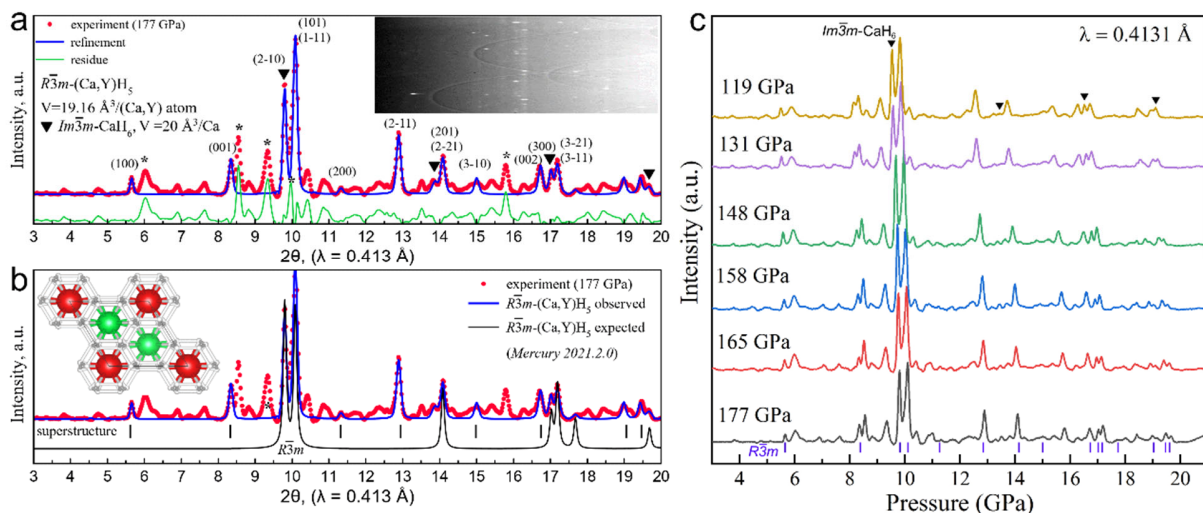 a
experiment (177 GPa)
refinement
residue
R3̅m-(Ca,Y)H₅
V=19.16 Å³/(Ca,Y) atom
▼ Im3̅m-CaH₆, V =20 Å³/Ca
(100)
*
(001)
*
*
(2-10)
(101)
(1-11)
*
(200)
(2-11)
(201)
(2-21)
(3-10)
*
(002)
(300)
(3-21)
(3-11)
Intensity, a.u.
3 4 5 6 7 8 9 10 11 12 13 14 15 16 17 18 19 20
2θ, (λ = 0.413 Å)
b
experiment (177 GPa)
R3̅m-(Ca,Y)H₅ observed
R3̅m-(Ca,Y)H₅ expected
(Mercury 2021.2.0)
*
superstructure
R3̅m
Intensity, a.u.
3 4 5 6 7 8 9 10 11 12 13 14 15 16 17 18 19 20
2θ, (λ = 0.413 Å)
c
Im3̅m-CaH₆
λ = 0.4131 Å
119 GPa
131 GPa
148 GPa
158 GPa
165 GPa
177 GPa
R3̅m
Intensity (a.u.)
4 6 8 10 12 14 16 18 20
Pressure (GPa)